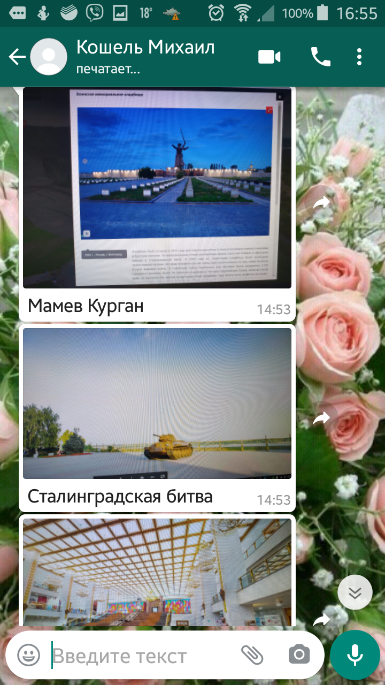 18°
100%
16:55
Кошель Михаил
печатает...
Мамев Курган
14:53
Сталинградская битва
14:53
Введите текст